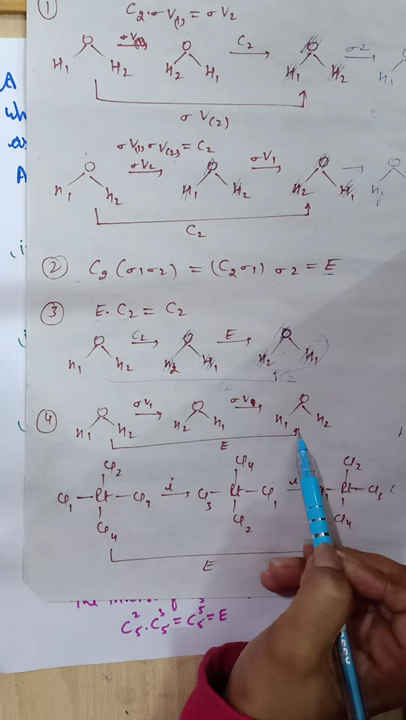 ① C₂·σV₍₁₎ = σV₂
O σV₍₁₎ O C₂ O σ2 O
H₁ H₂ H₂ H₁ H₁ H₂ H₁
σV₍₂₎
σV₍₁₎ σV₍₂₎ = C₂
O σV₂ O σV₁ O O
H₁ H₂ H₁ H₂ H₂ H₁ H₁
C₂
② C₂ (σ1σ2) = (C₂σ1) σ2 = E
③ E·C₂ = C₂
O C₂ O E O
H₁ H₂ H₂ H₁ H₂ H₁
④ O σV₁ O σV O
H₁ H₂ H₂ H₁ H₁ H₂
E
Cl₂ Cl₄ Cl₂
Cl₁ Pt Cl₃ i Cl₃ Pt Cl₁ i Pt Cl₃
Cl₄ Cl₂ Cl₄
E
C₅²·C₅³ = C₅⁵ = E